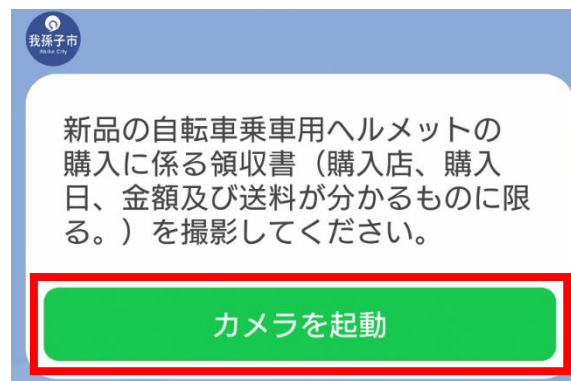 我孫子市
Abiko City
新品の自転車乗車用ヘルメットの
購入に係る領収書（購入店、購入
日、金額及び送料が分かるものに限
る。）を撮影してください。
カメラを起動